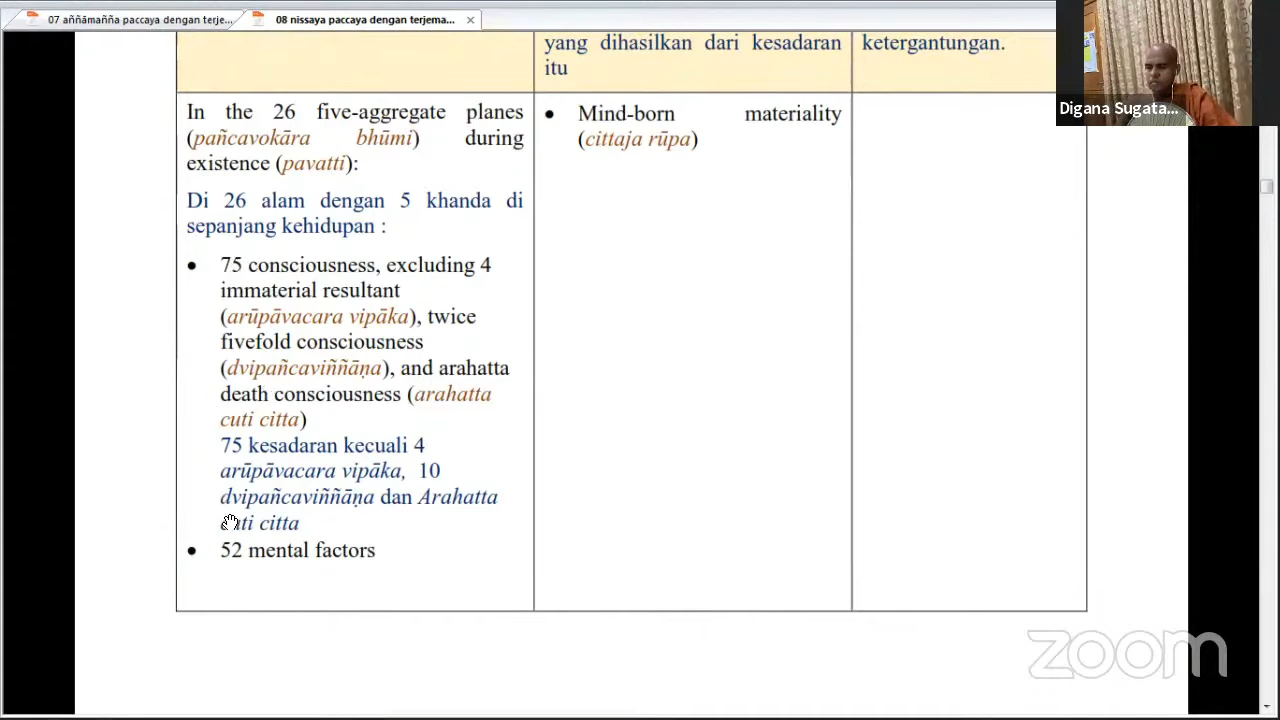 07 aññāmañña paccaya dengan terje...
08 nissaya paccaya dengan terjema...
yang dihasilkan dari kesadaran
itu
ketergantungan.
In the 26 five-aggregate planes
(pañcavokāra bhūmi) during
existence (pavatti):
Di 26 alam dengan 5 khanda di
sepanjang kehidupan :
• 75 consciousness, excluding 4
immaterial resultant
(arūpāvacara vipāka), twice
fivefold consciousness
(dvipañcaviññāṇa), and arahatta
death consciousness (arahatta
cuti citta)
75 kesadaran kecuali 4
arūpāvacara vipāka, 10
dvipañcaviññāṇa dan Arahatta
cuti citta
• 52 mental factors
• Mind-born materiality
(cittaja rūpa)
Digana Sugata...
zoom